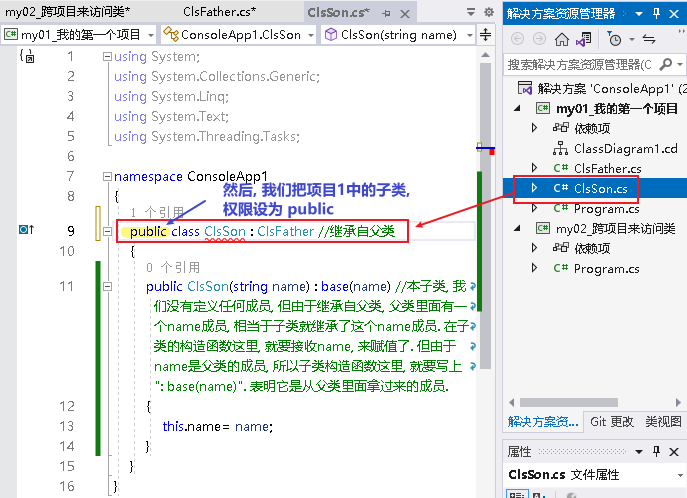 my02_跨项目来访问类*
ClsFather.cs*
ClsSon.cs*
my01_我的第一个项目
ConsoleApp1.ClsSon
ClsSon(string name)
1 using System;
2 using System.Collections.Generic;
3 using System.Linq;
4 using System.Text;
5 using System.Threading.Tasks;
6
7 namespace ConsoleApp1
8 {
然后, 我们把项目1中的子类,
权限设为 public
1 个引用
9 public class ClsSon : ClsFather //继承自父类
10 {
0 个引用
11 public ClsSon(string name) : base(name) //本子类, 我
们没有定义任何成员, 但由于继承自父类, 父类里面有一
个name成员, 相当于子类就继承了这个name成员. 在子
类的构造函数这里, 就要接收name, 来赋值了. 但由于
name是父类的成员, 所以子类构造函数这里, 就要写上
": base(name)". 表明它是从父类里面拿过来的成员.
12 {
13 this.name= name;
14 }
15 }
16 }
解决方案资源管理器
搜索解决方案资源管理器(C
解决方案 'ConsoleApp1' (2
my01_我的第一个项目
依赖项
ClassDiagram1.cd
C# ClsFather.cs
C# ClsSon.cs
C# Program.cs
my02_跨项目来访问类
依赖项
C# Program.cs
解决方案资源...
Git 更改
类视图
属性
ClsSon.cs 文件属性